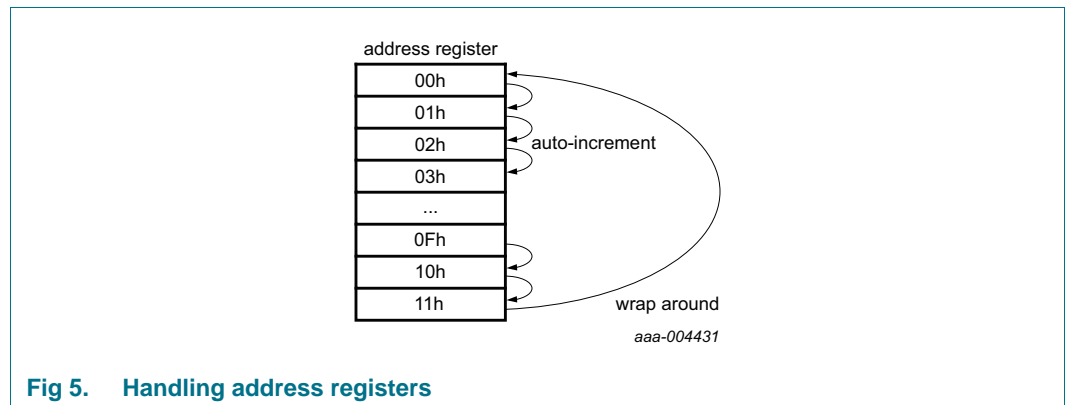 address register
00h
01h
02h
auto-increment
03h
...
0Fh
10h
11h
wrap around
aaa-004431
Fig 5. Handling address registers